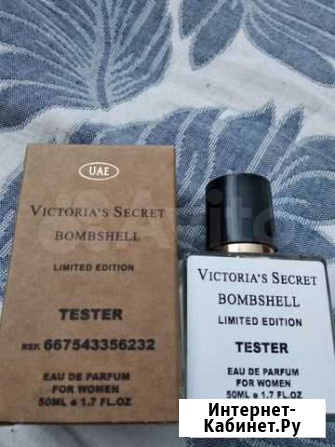 UAE
VICTORIA'S SECRET
BOMBSHELL
LIMITED EDITION
TESTER
REF. 667543356232
EAU DE PARFUM
FOR WOMEN
50ML e 1.7 FL.OZ
VICTORIA'S SECRET
BOMBSHELL
LIMITED EDITION
TESTER
EAU DE PARFUM
FOR WOMEN
50ML e 1.7 FL.OZ
Avito
Интернет-
Кабинет.Ру